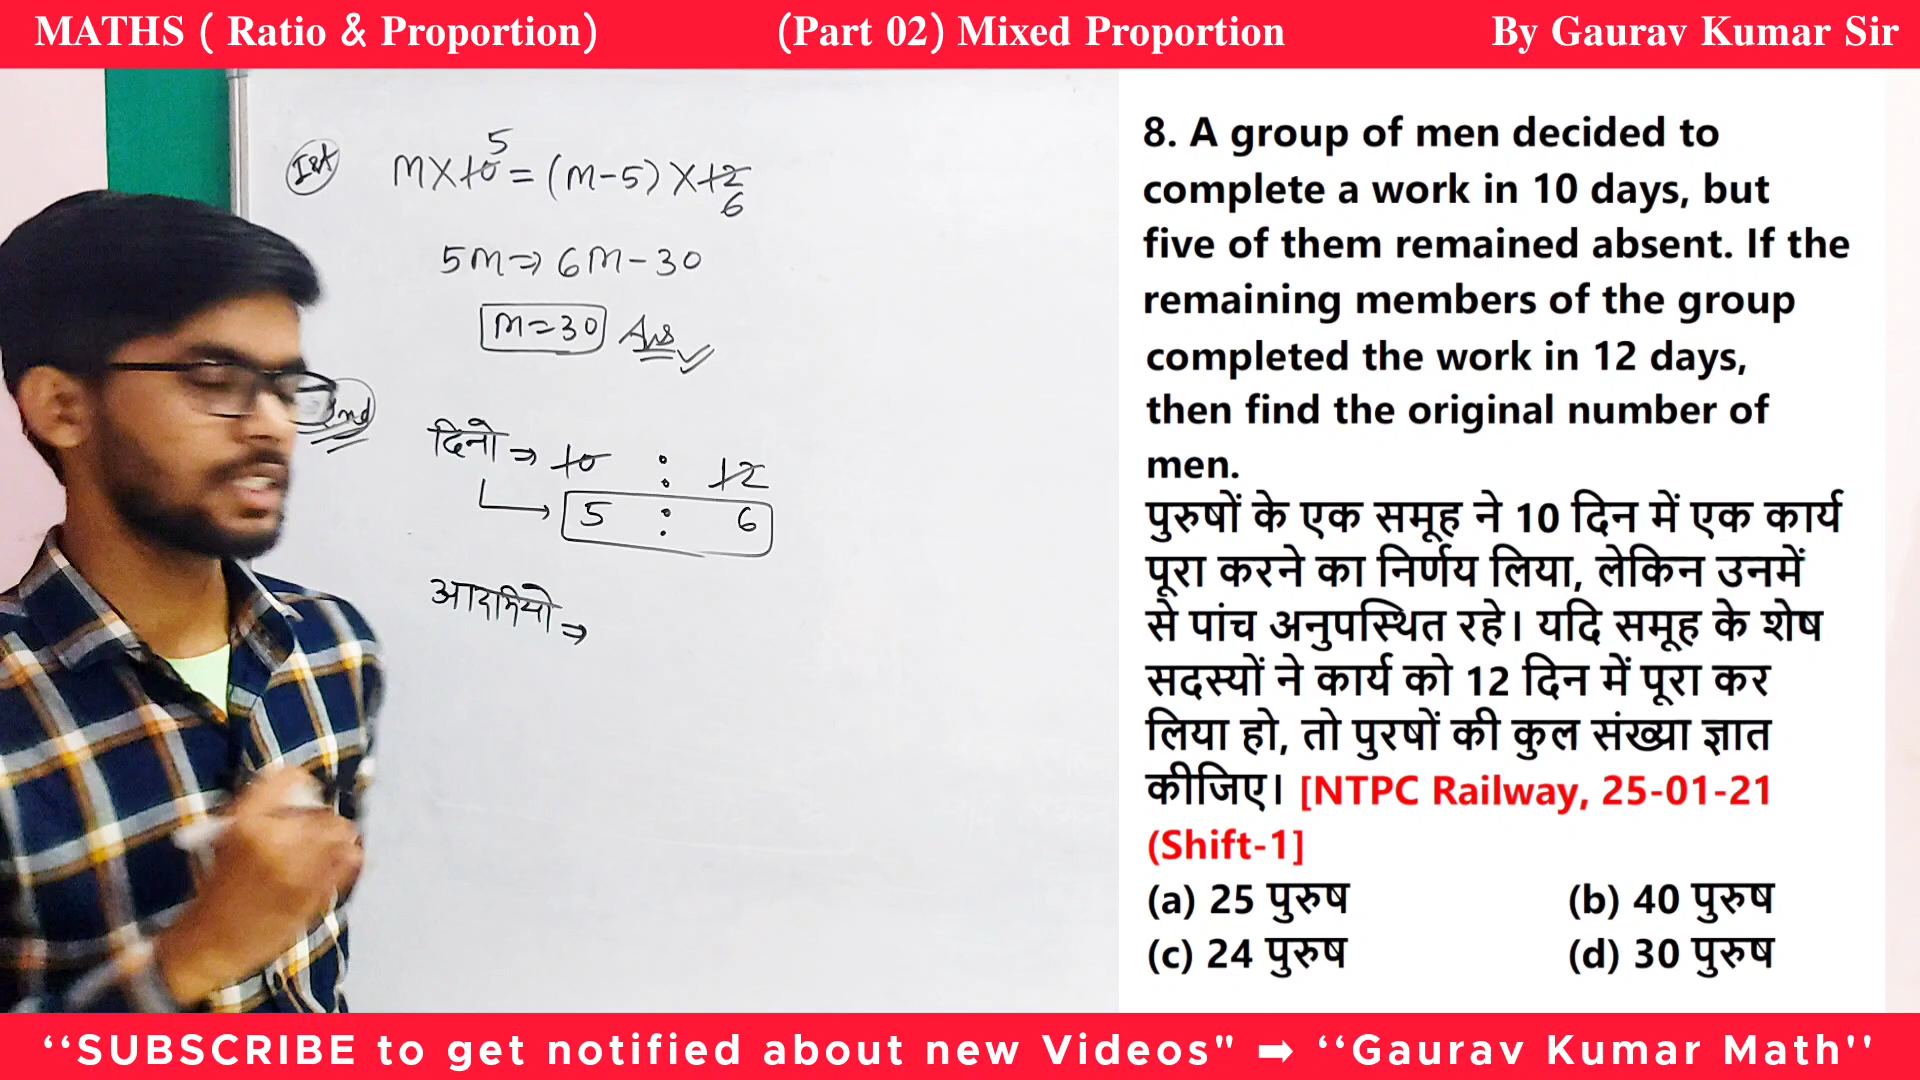 MATHS ( Ratio & Proportion)
(Part 02) Mixed Proportion
By Gaurav Kumar Sir
Ist
M×10 5=(M-5)×12 6
5M⇒6M-30
M=30 Ans
IInd
दिनो⇒ 10 : 12
5 : 6
आदमियो⇒
8. A group of men decided to
complete a work in 10 days, but
five of them remained absent. If the
remaining members of the group
completed the work in 12 days,
then find the original number of
men.
पुरुषों के एक समूह ने 10 दिन में एक कार्य
पूरा करने का निर्णय लिया, लेकिन उनमें
से पांच अनुपस्थित रहे। यदि समूह के शेष
सदस्यों ने कार्य को 12 दिन में पूरा कर
लिया हो, तो पुरषों की कुल संख्या ज्ञात
कीजिए। [NTPC Railway, 25-01-21
(Shift-1]
(a) 25 पुरुष (b) 40 पुरुष
(c) 24 पुरुष (d) 30 पुरुष
‘‘SUBSCRIBE to get notified about new Videos" ➡ ‘‘Gaurav Kumar Math''